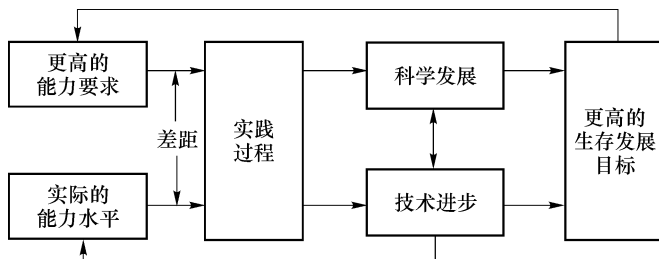 更高的
能力要求
差距
实际的
能力水平
实践
过程
科学发展
技术进步
更高的
生存发展
目标